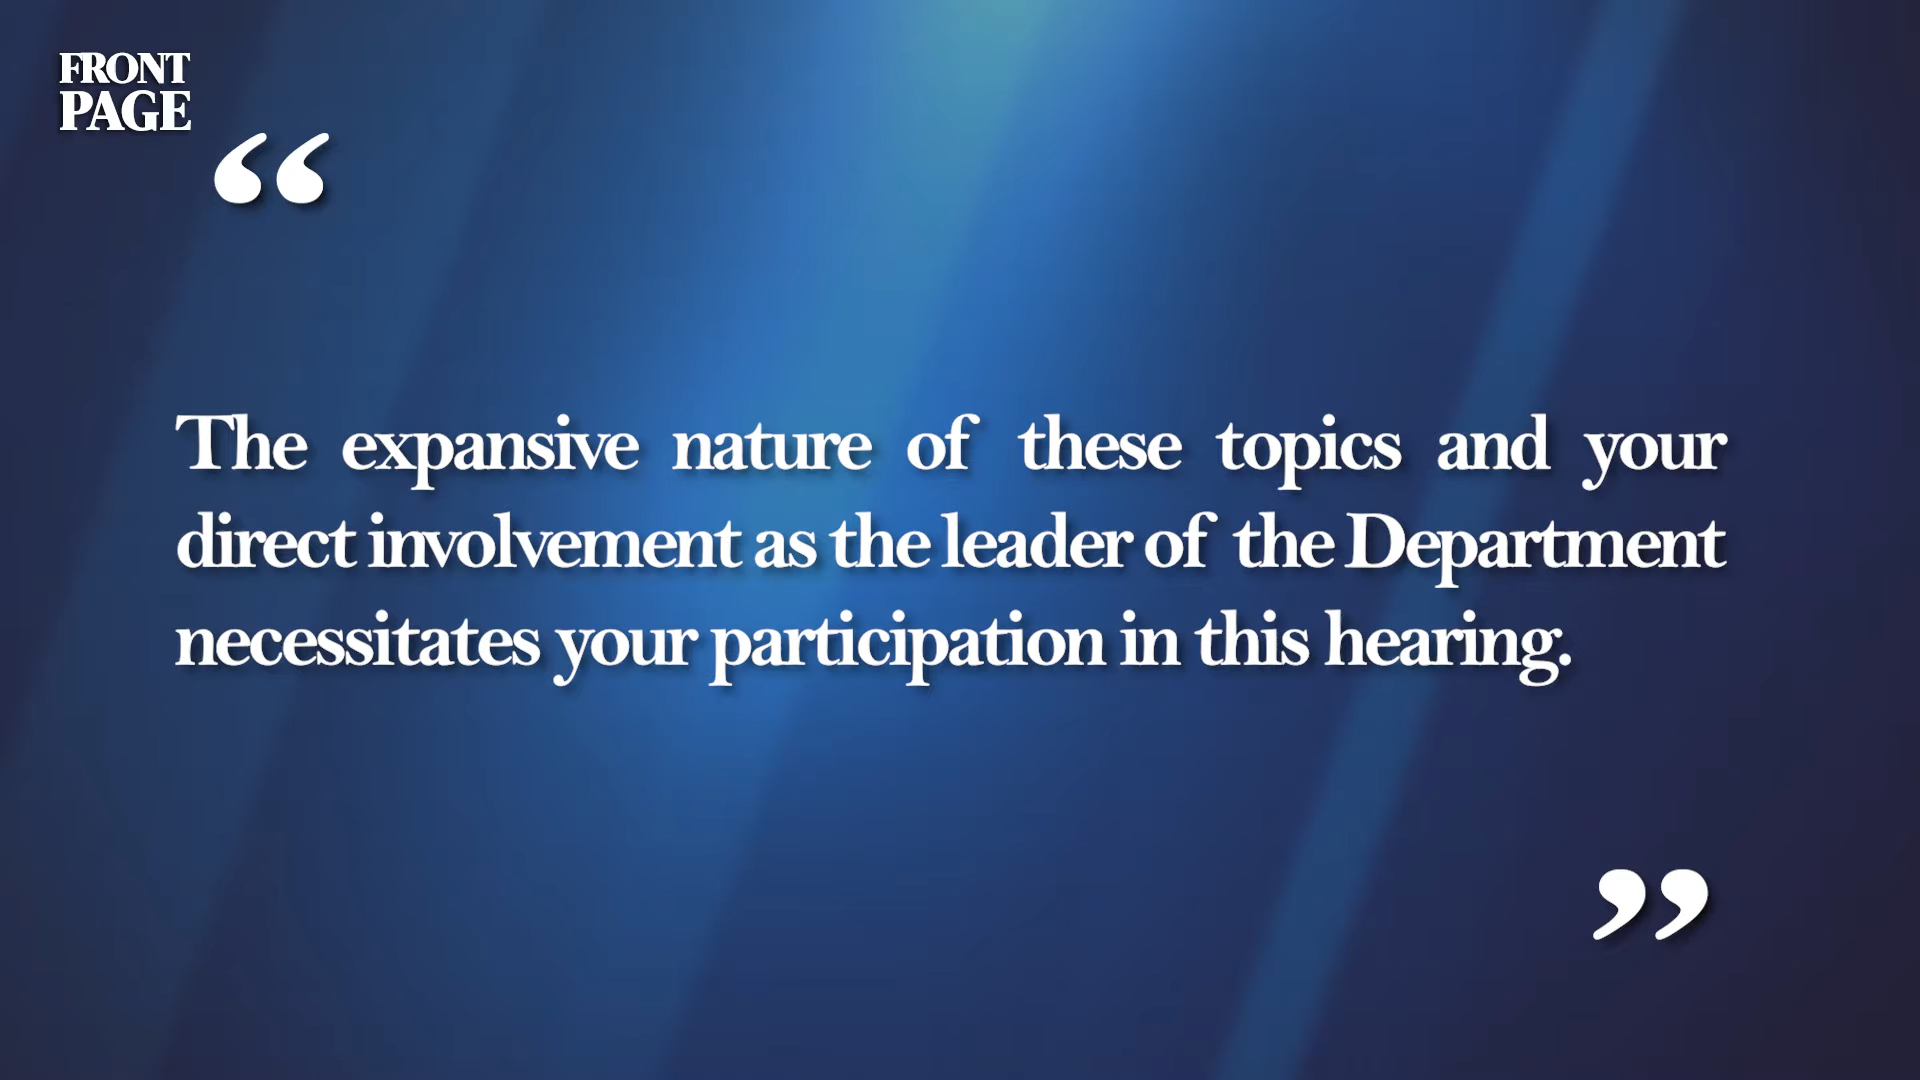 FRONT
PAGE
“
The expansive nature of these topics and your
direct involvement as the leader of the Department
necessitates your participation in this hearing.
”